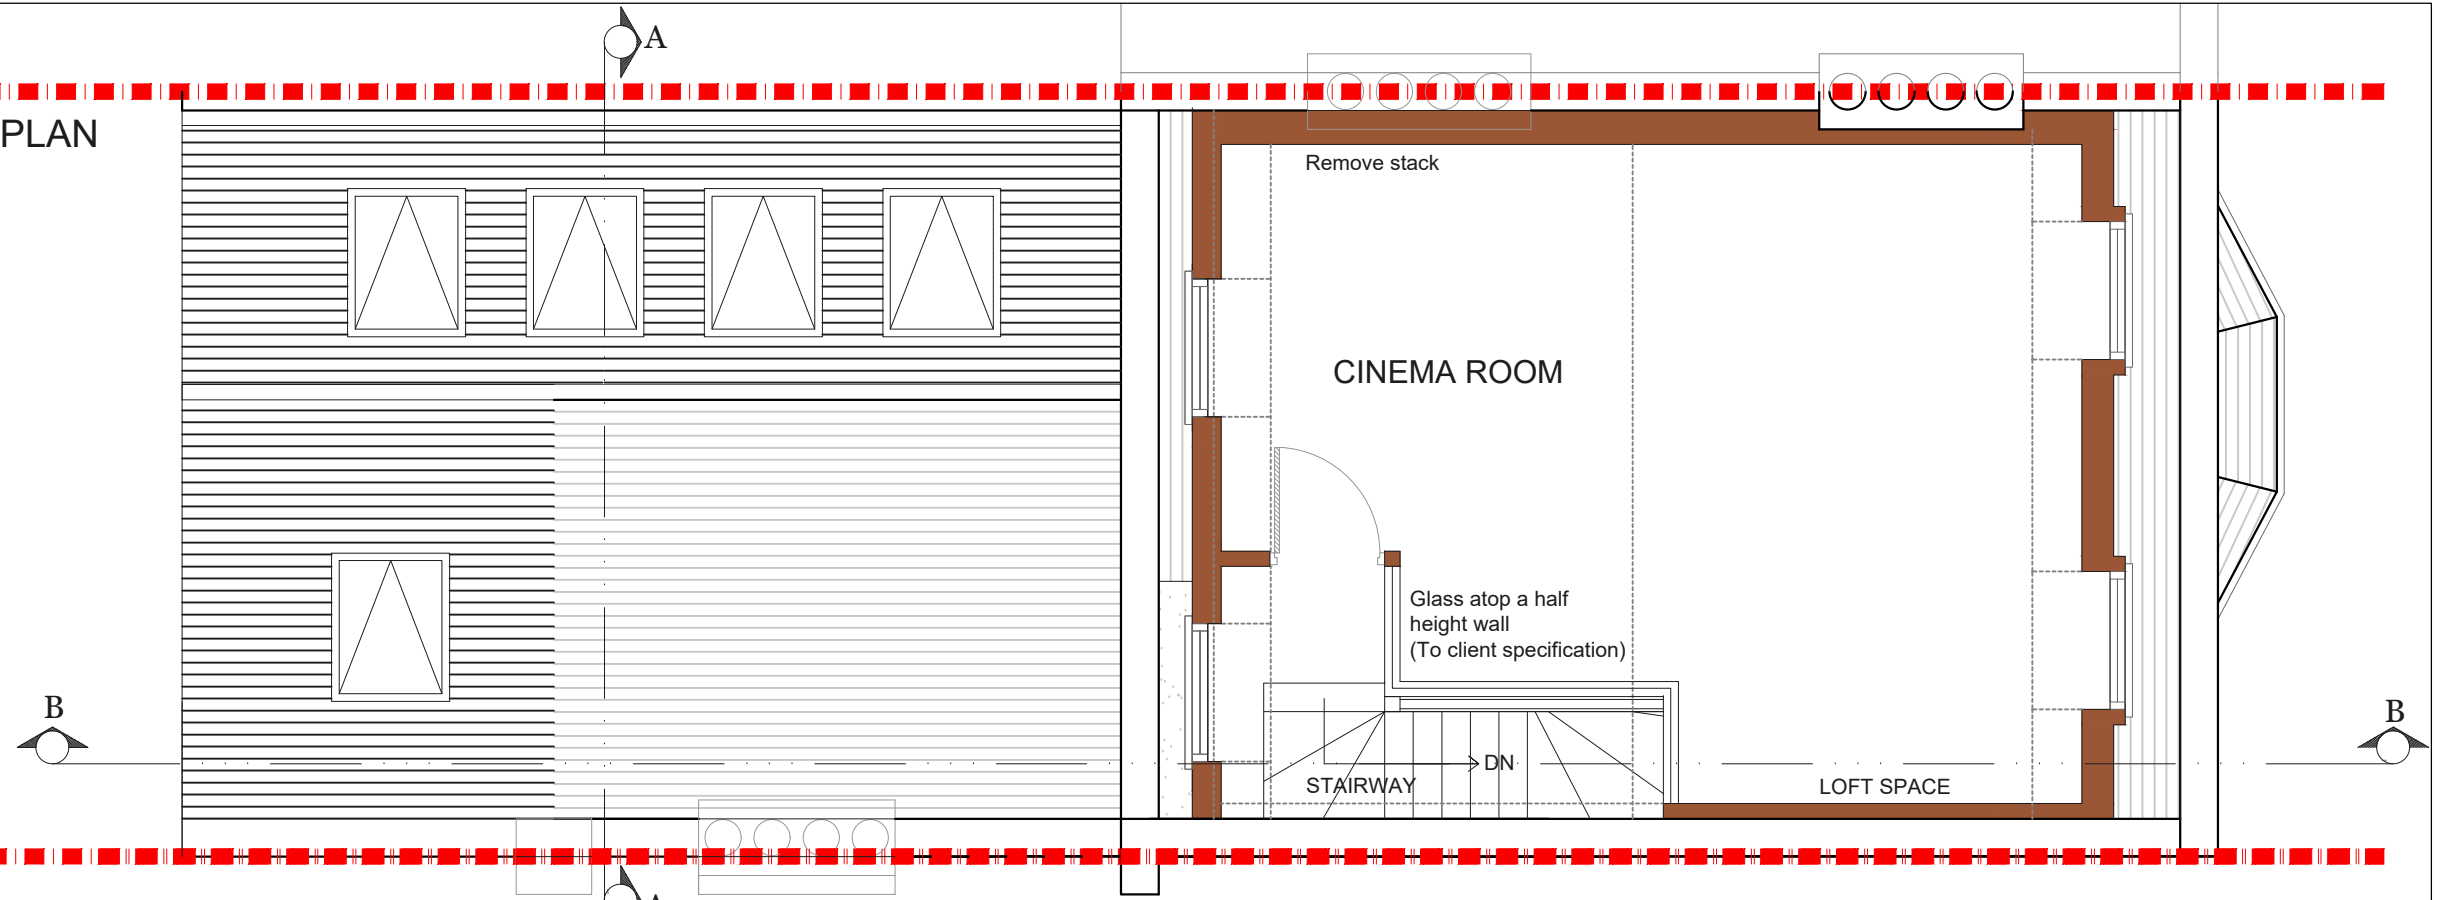 A
PLAN
Remove stack
CINEMA ROOM
Glass atop a half
height wall
(To client specification)
B
B
DN
STAIRWAY
LOFT SPACE